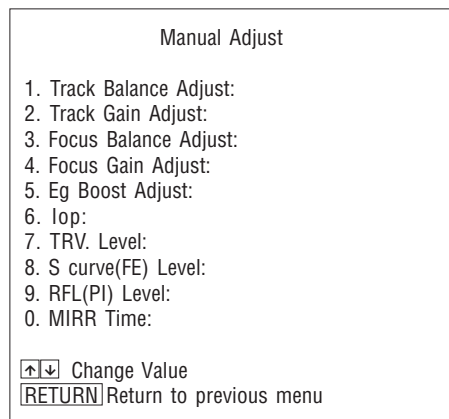 Manual Adjust
1. Track Balance Adjust:
2. Track Gain Adjust:
3. Focus Balance Adjust:
4. Focus Gain Adjust:
5. Eg Boost Adjust:
6. Iop:
7. TRV. Level:
8. S curve(FE) Level:
9. RFL(PI) Level:
0. MIRR Time:
↑↓ Change Value
RETURN Return to previous menu